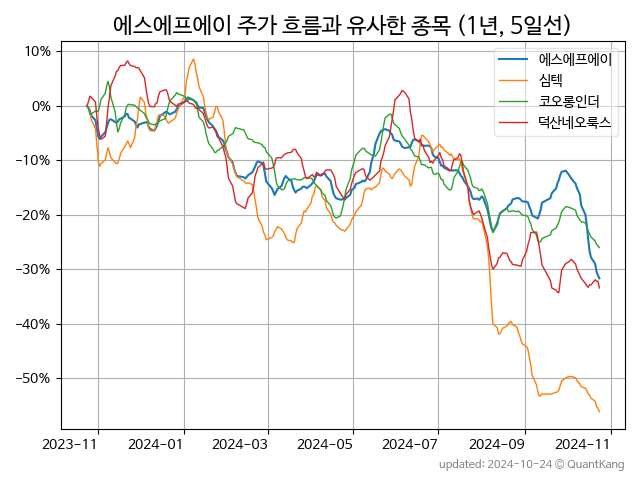 에스에프에이 주가 흐름과 유사한 종목 (1년, 5일선)
에스에프에이
심텍
코오롱인더
덕산네오룩스
10%
0%
−10%
−20%
−30%
−40%
−50%
2023-11
2024-01
2024-03
2024-05
2024-07
2024-09
2024-11
updated: 2024-10-24 © QuantKang